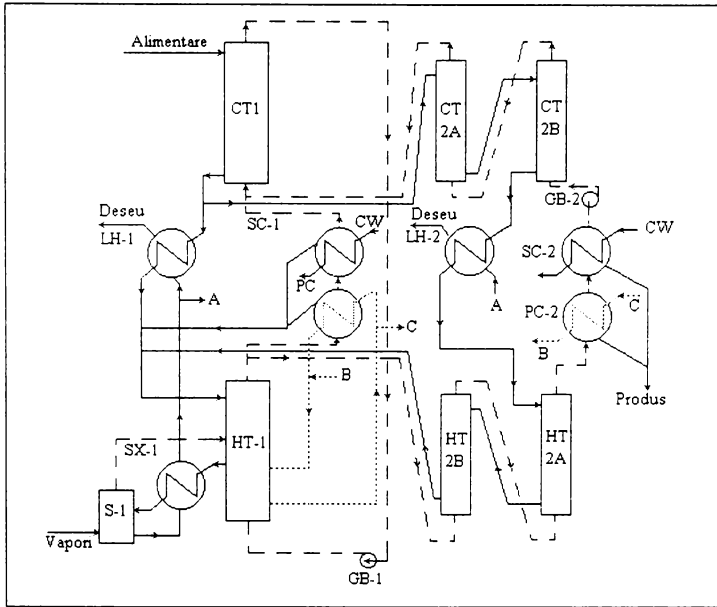 Alimentare
CT1
CT
2A
CT
2B
GB-2
Deseu
LH-1
SC-1
CW
Deseu
LH-2
CW
SC-2
PC
A
A
PC-2
C
C
B
B
Produs
SX-1
HT-1
HT
2B
HT
2A
S-1
Vapori
GB-1